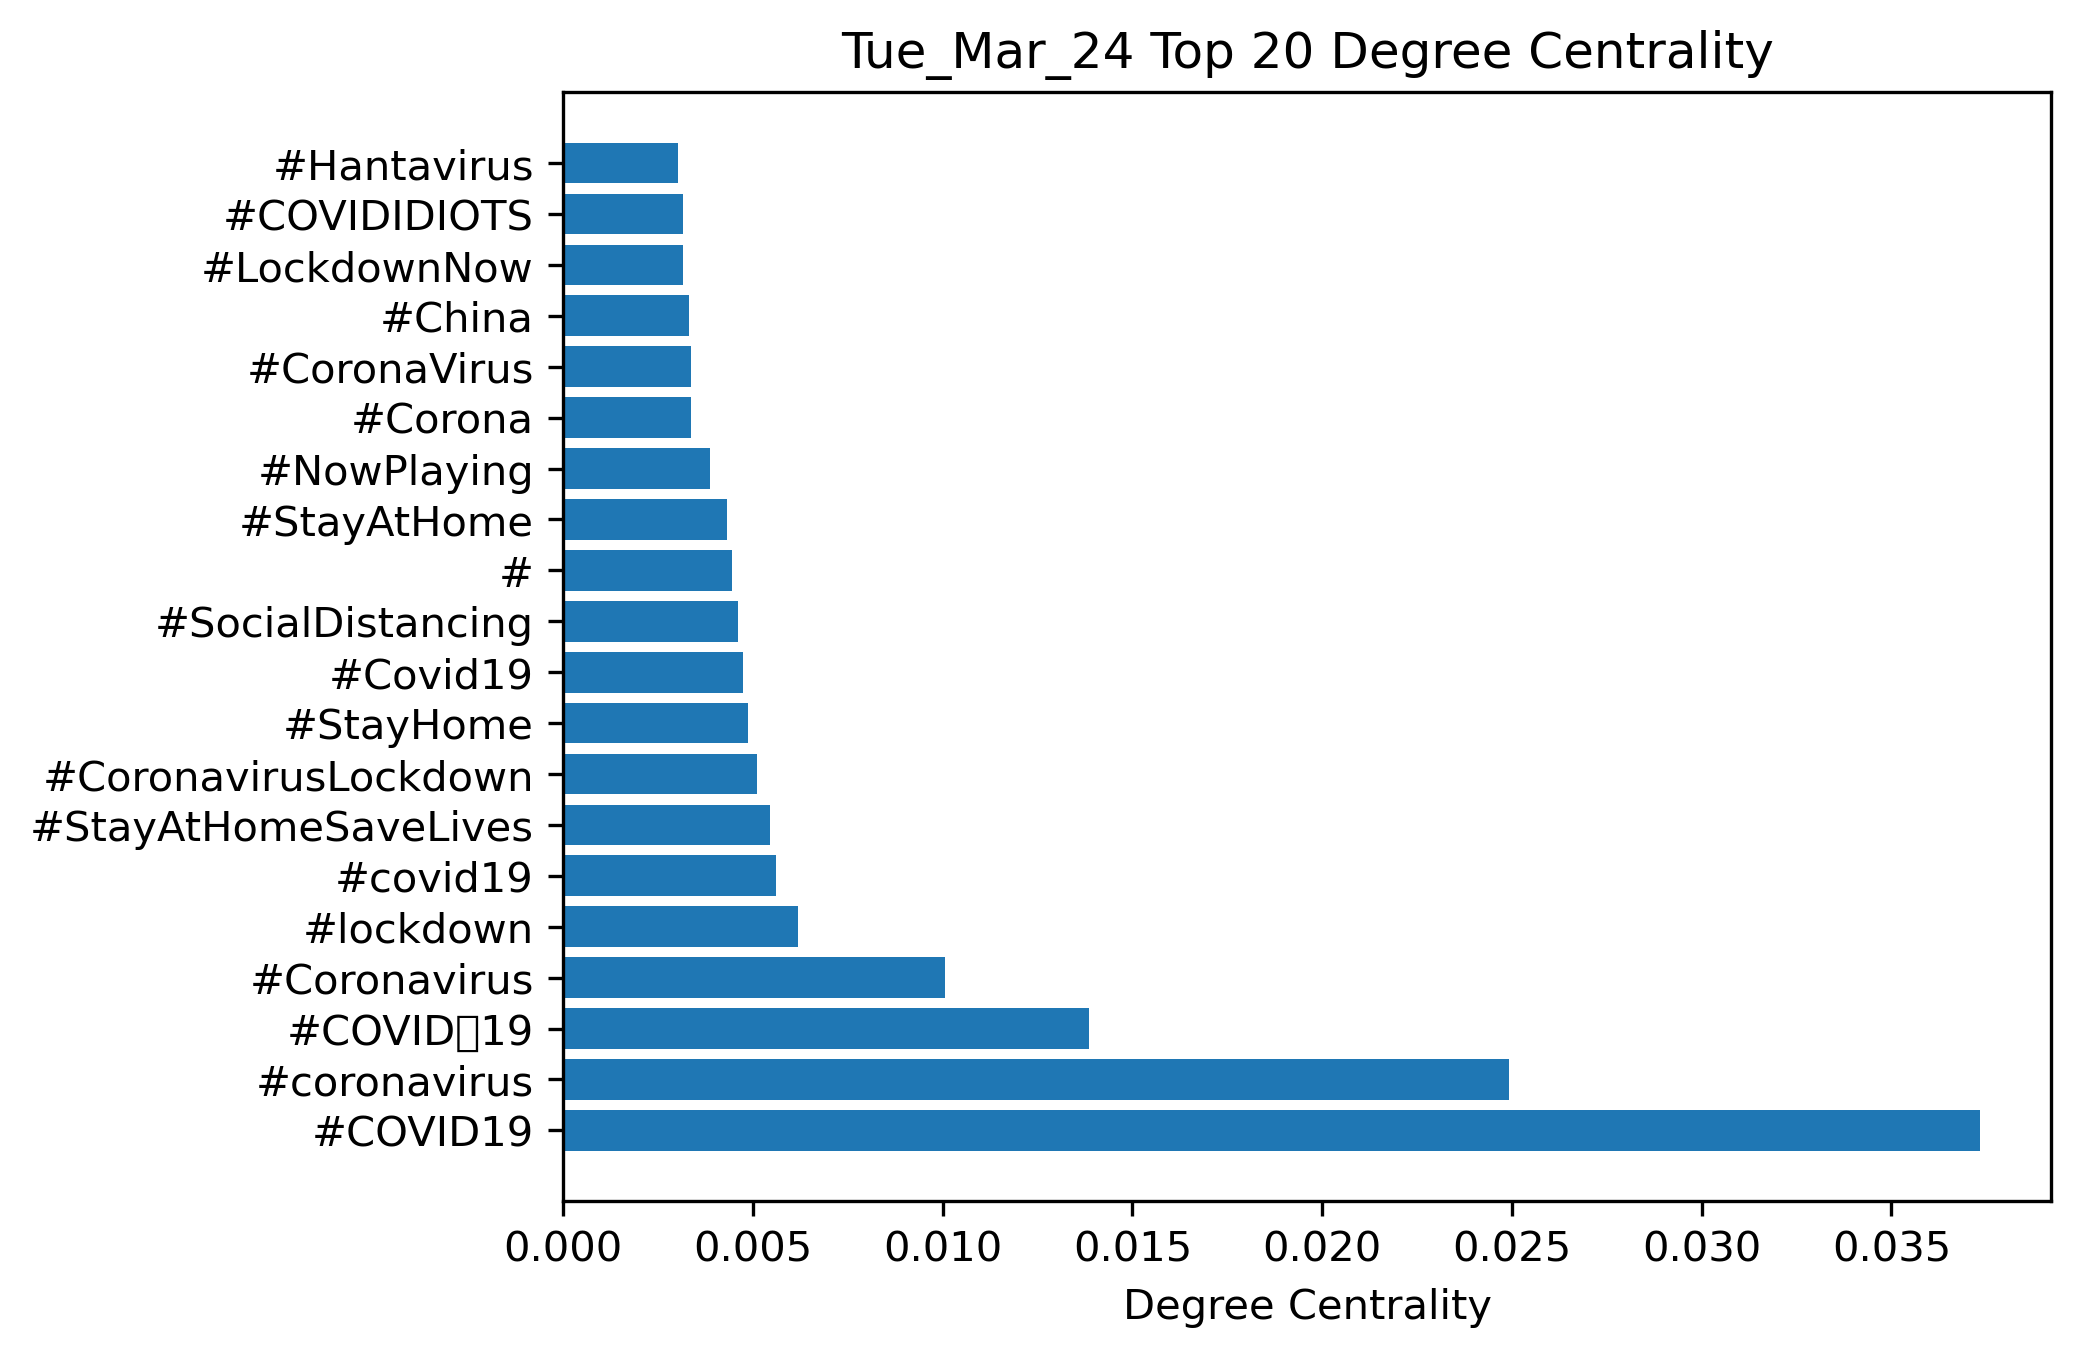 Tue_Mar_24 Top 20 Degree Centrality
#Hantavirus
#COVIDIDIOTS
#LockdownNow
#China
#CoronaVirus
#Corona
#NowPlaying
#StayAtHome
#
#SocialDistancing
#Covid19
#StayHome
#CoronavirusLockdown
#StayAtHomeSaveLives
#covid19
#lockdown
#Coronavirus
#COVID▯19
#coronavirus
#COVID19
0.000 0.005 0.010 0.015 0.020 0.025 0.030 0.035
Degree Centrality